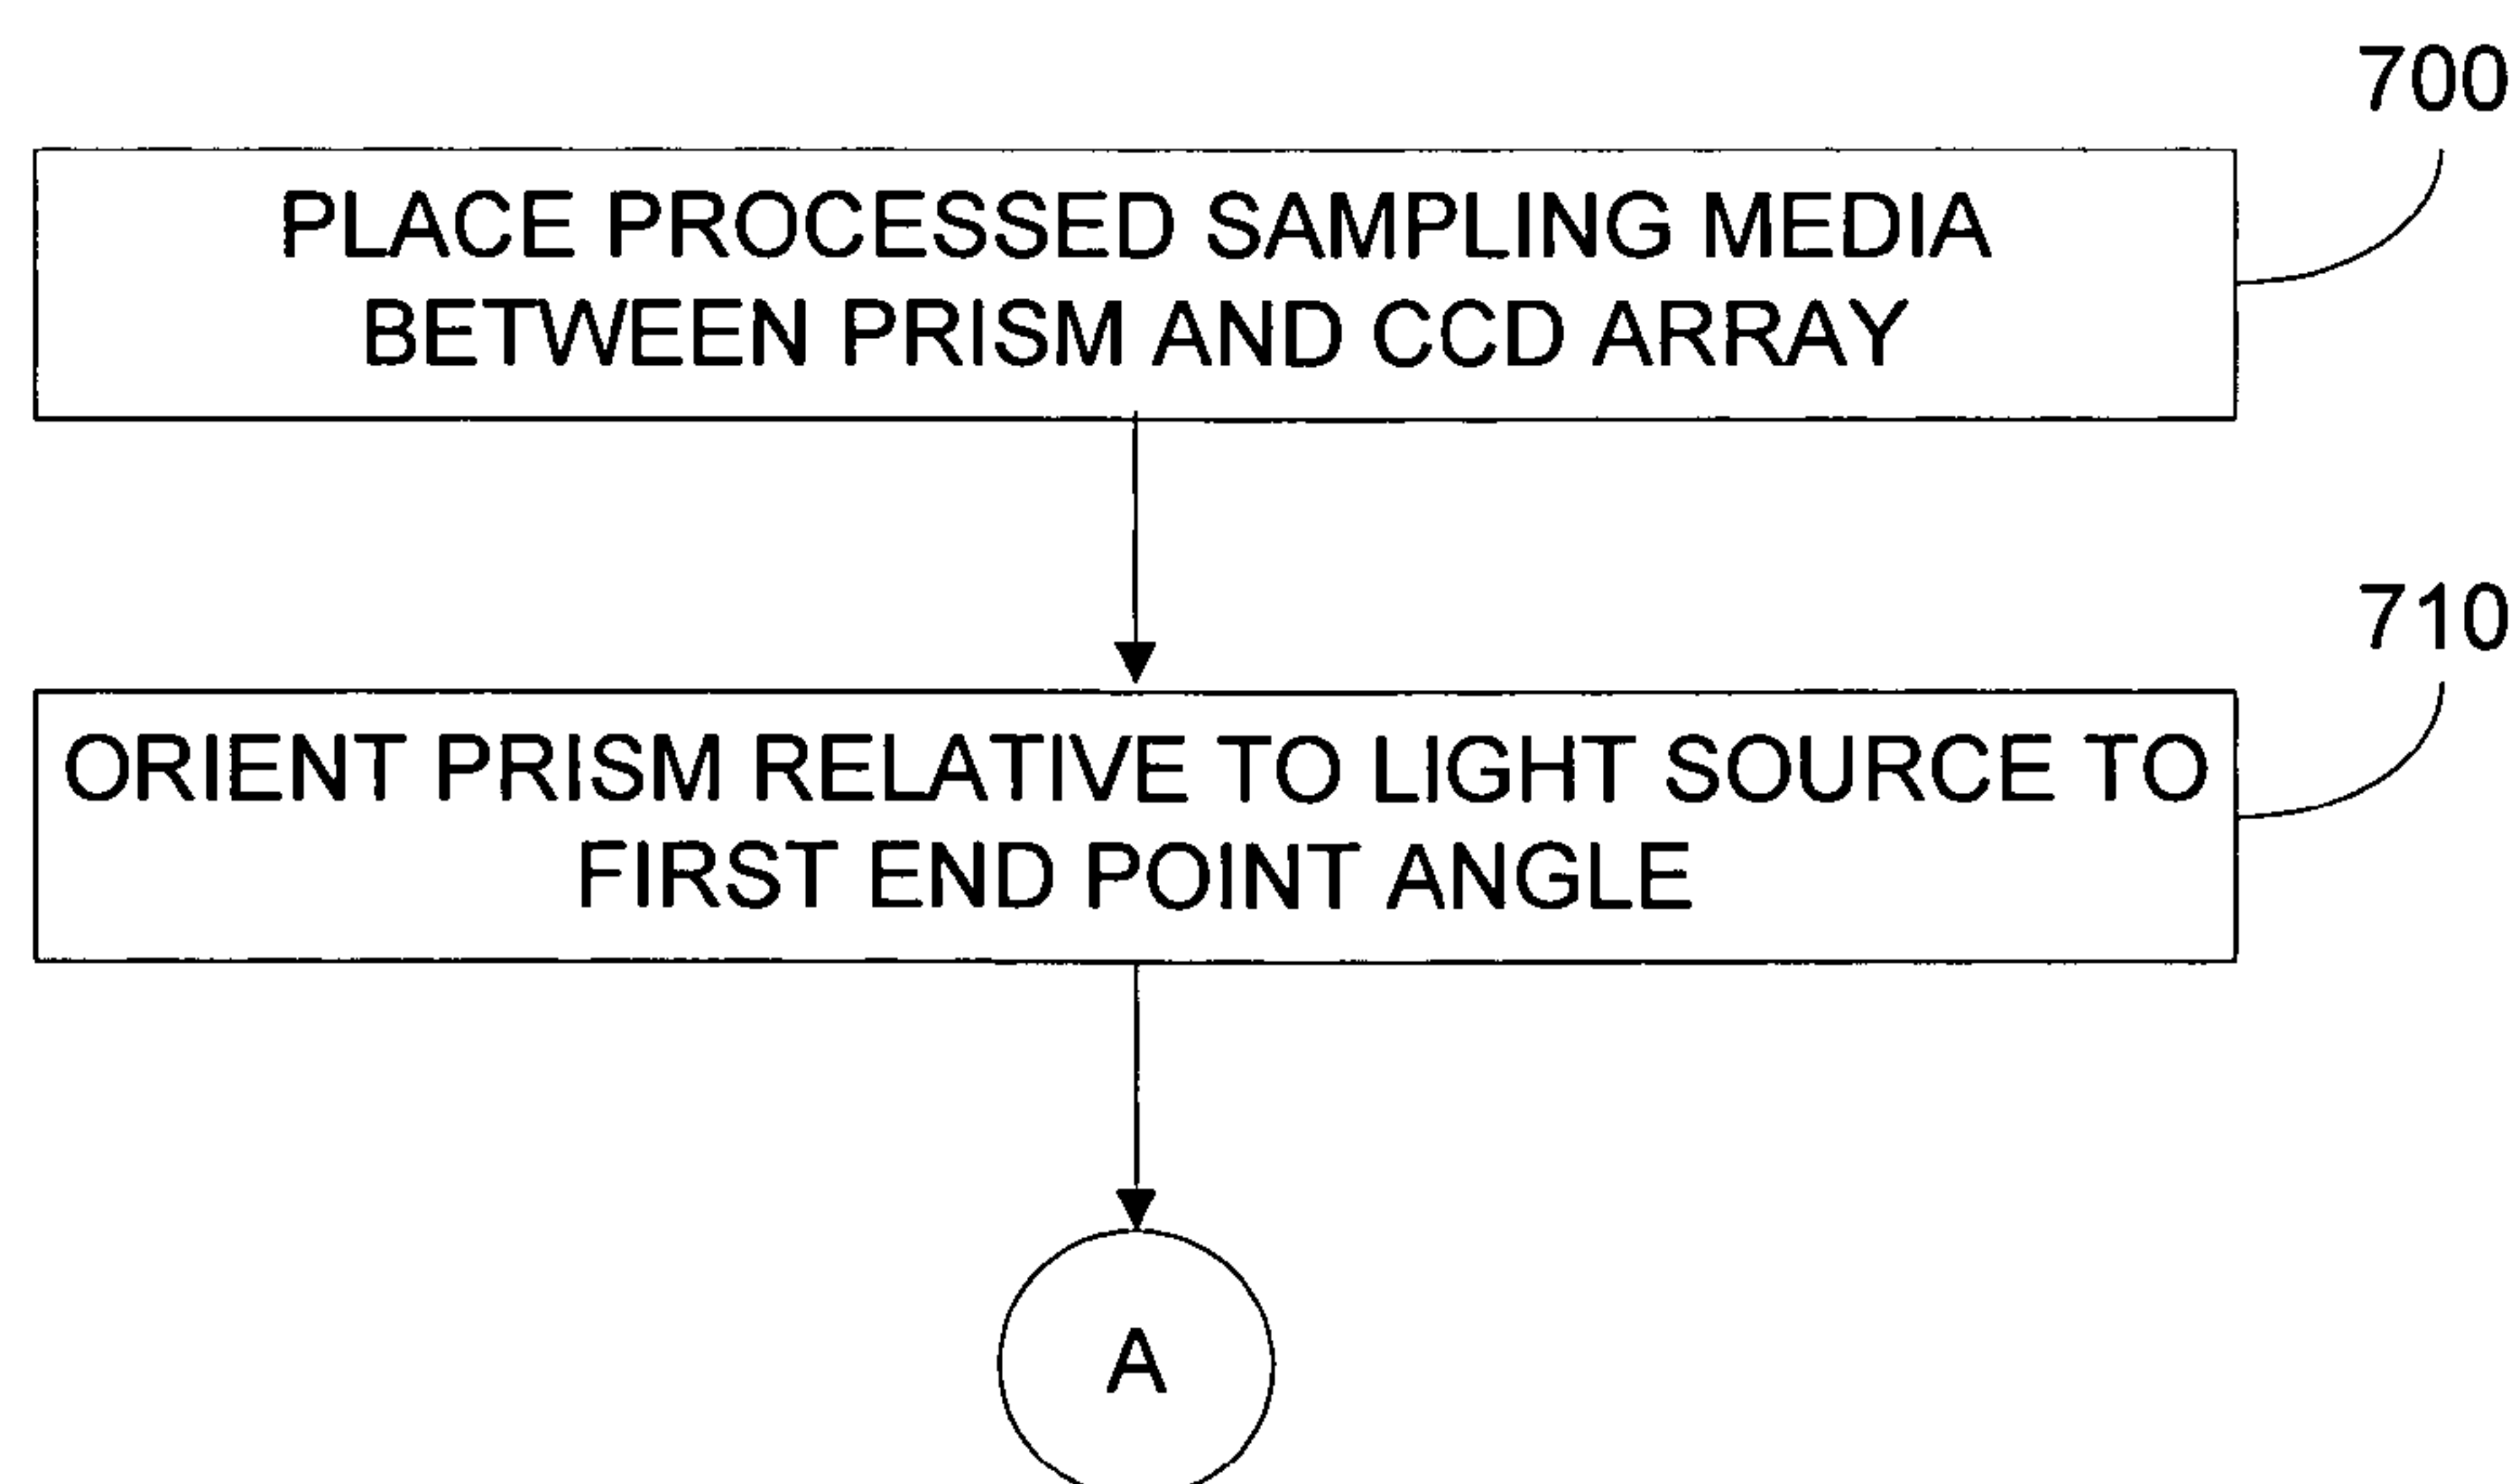 700
PLACE PROCESSED SAMPLING MEDIA
BETWEEN PRISM AND CCD ARRAY
710
ORIENT PRISM RELATIVE TO LIGHT SOURCE TO
FIRST END POINT ANGLE
A